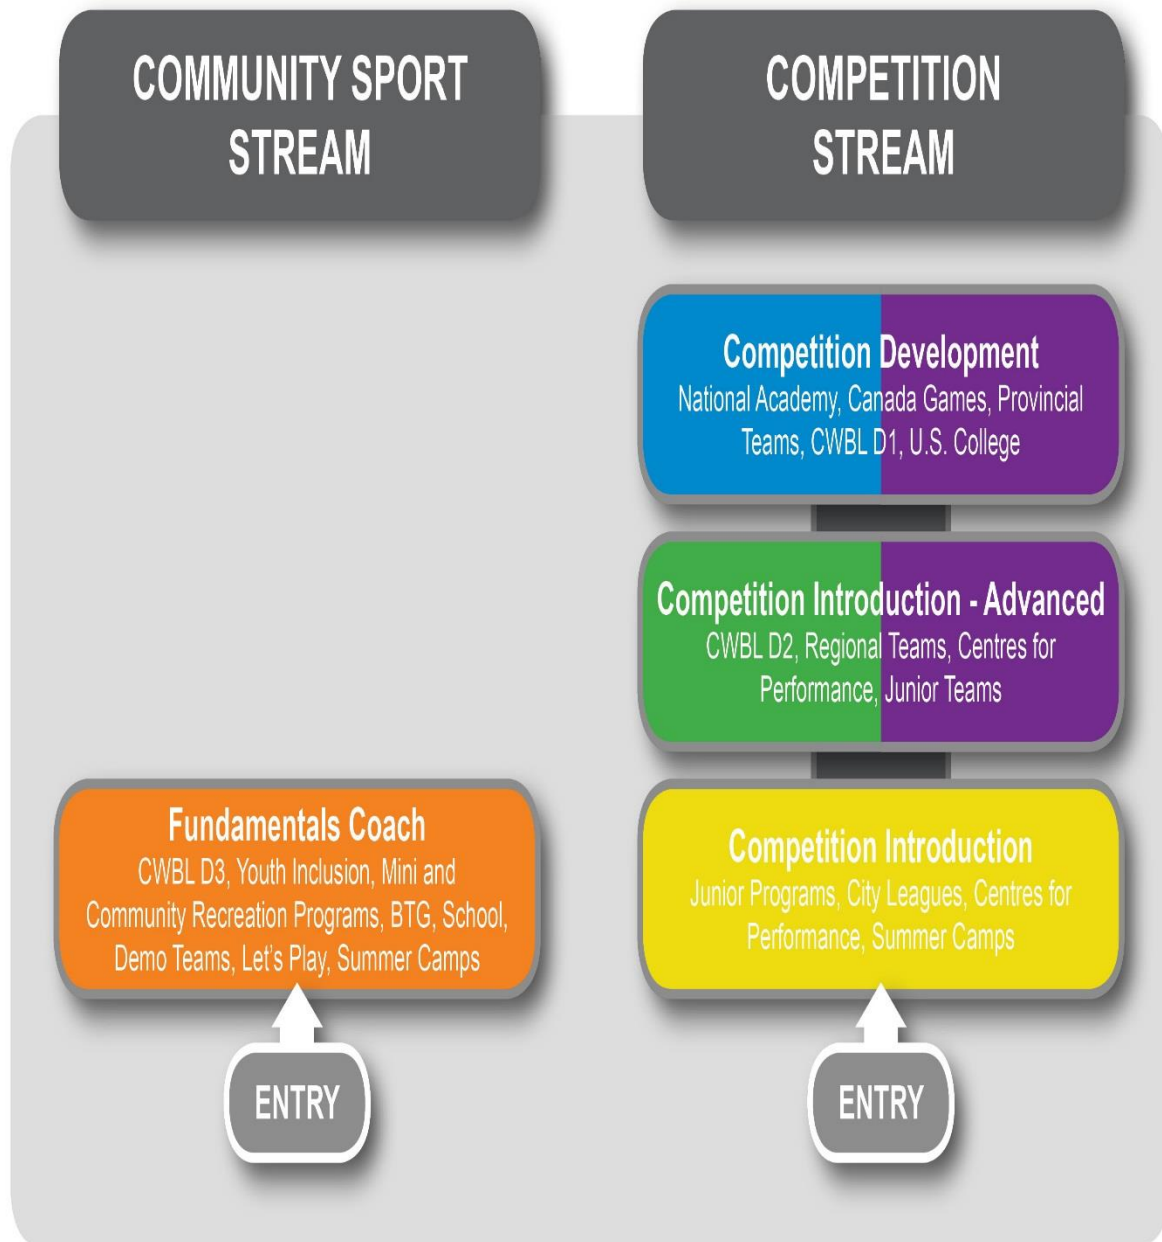 COMMUNITY SPORT
STREAM
COMPETITION
STREAM
Competition Development
National Academy, Canada Games, Provincial
Teams, CWBL D1, U.S. College
Competition Introduction - Advanced
CWBL D2, Regional Teams, Centres for
Performance, Junior Teams
Fundamentals Coach
CWBL D3, Youth Inclusion, Mini and
Community Recreation Programs, BTG, School,
Demo Teams, Let's Play, Summer Camps
ENTRY
Competition Introduction
Junior Programs, City Leagues, Centres for
Performance, Summer Camps
ENTRY